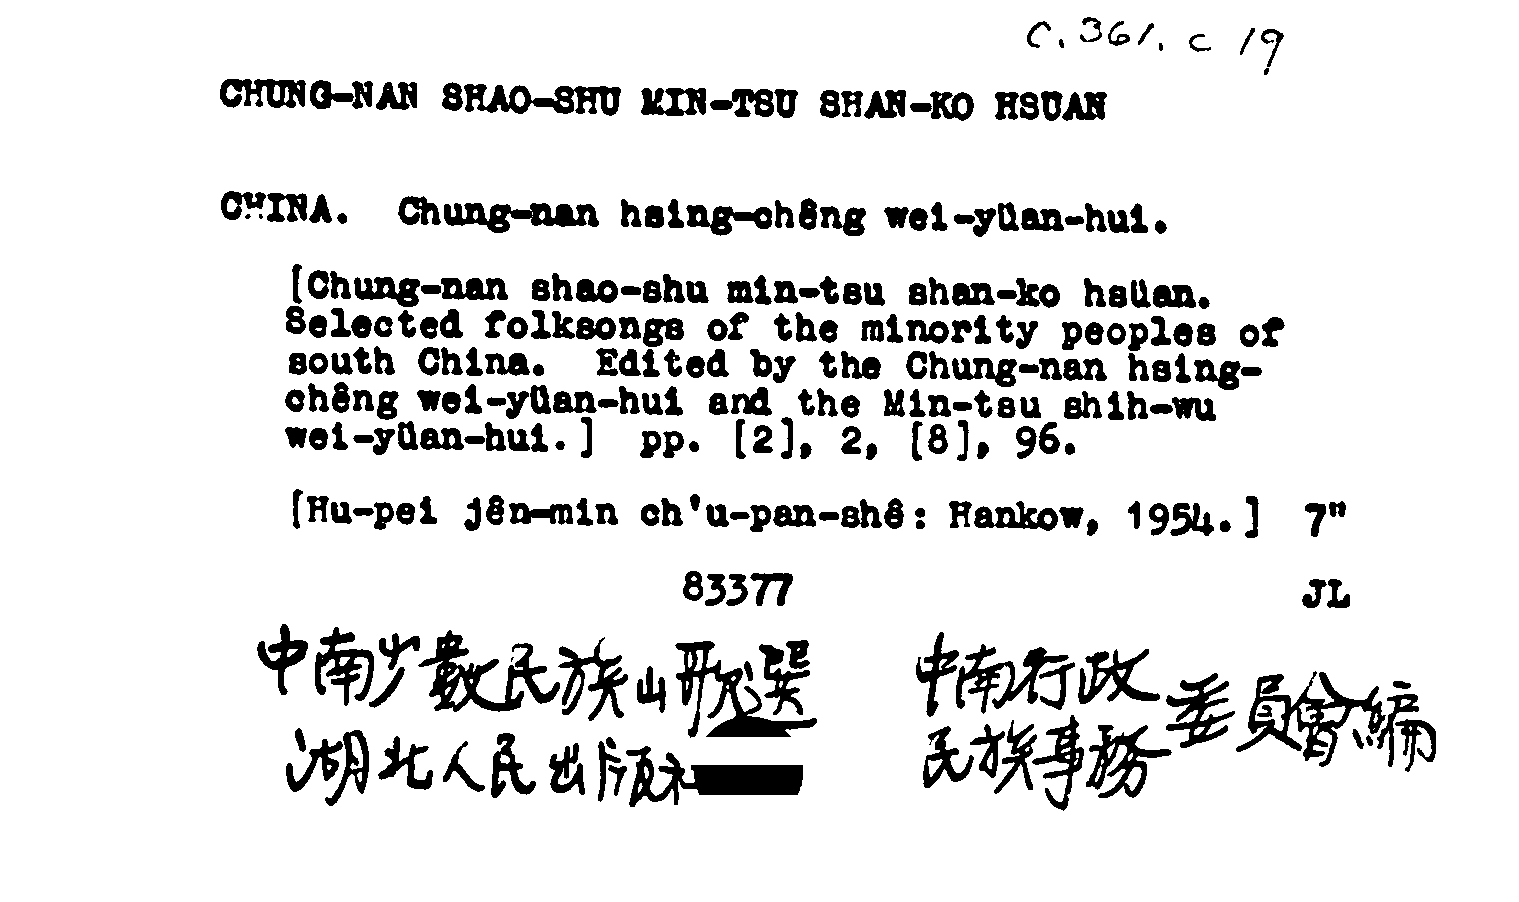 C.361.c 19
CHUNG-NAN SHAO-SHU MIN-TSU SHAN-KO HSÜAN
CHINA. Chung-nan hsing-chêng wei-yüan-hui.
[Chung-nan shao-shu min-tsu shan-ko hsüan.
Selected folksongs of the minority peoples of
south China. Edited by the Chung-nan hsing-
chêng wei-yüan-hui and the Min-tsu shih-wu
wei-yüan-hui.] pp. [2], 2, [8], 96.
[Hu-pei jên-min ch'u-pan-shê: Hankow, 1954.] 7"
83377 JL
中南少數民族山歌選
湖北人民出版社
中南行政
民族事務
委員會編